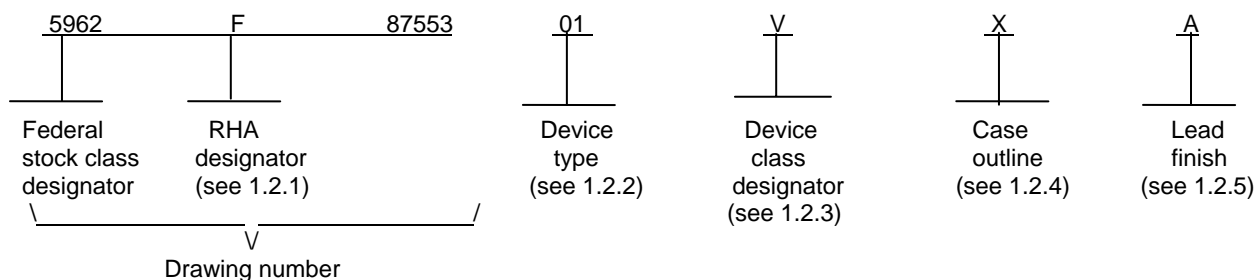 5962 F 87553 01 V X A
Federal stock class designator
RHA designator (see 1.2.1)
Device type (see 1.2.2)
Device class designator (see 1.2.3)
Case outline (see 1.2.4)
Lead finish (see 1.2.5)
Drawing number